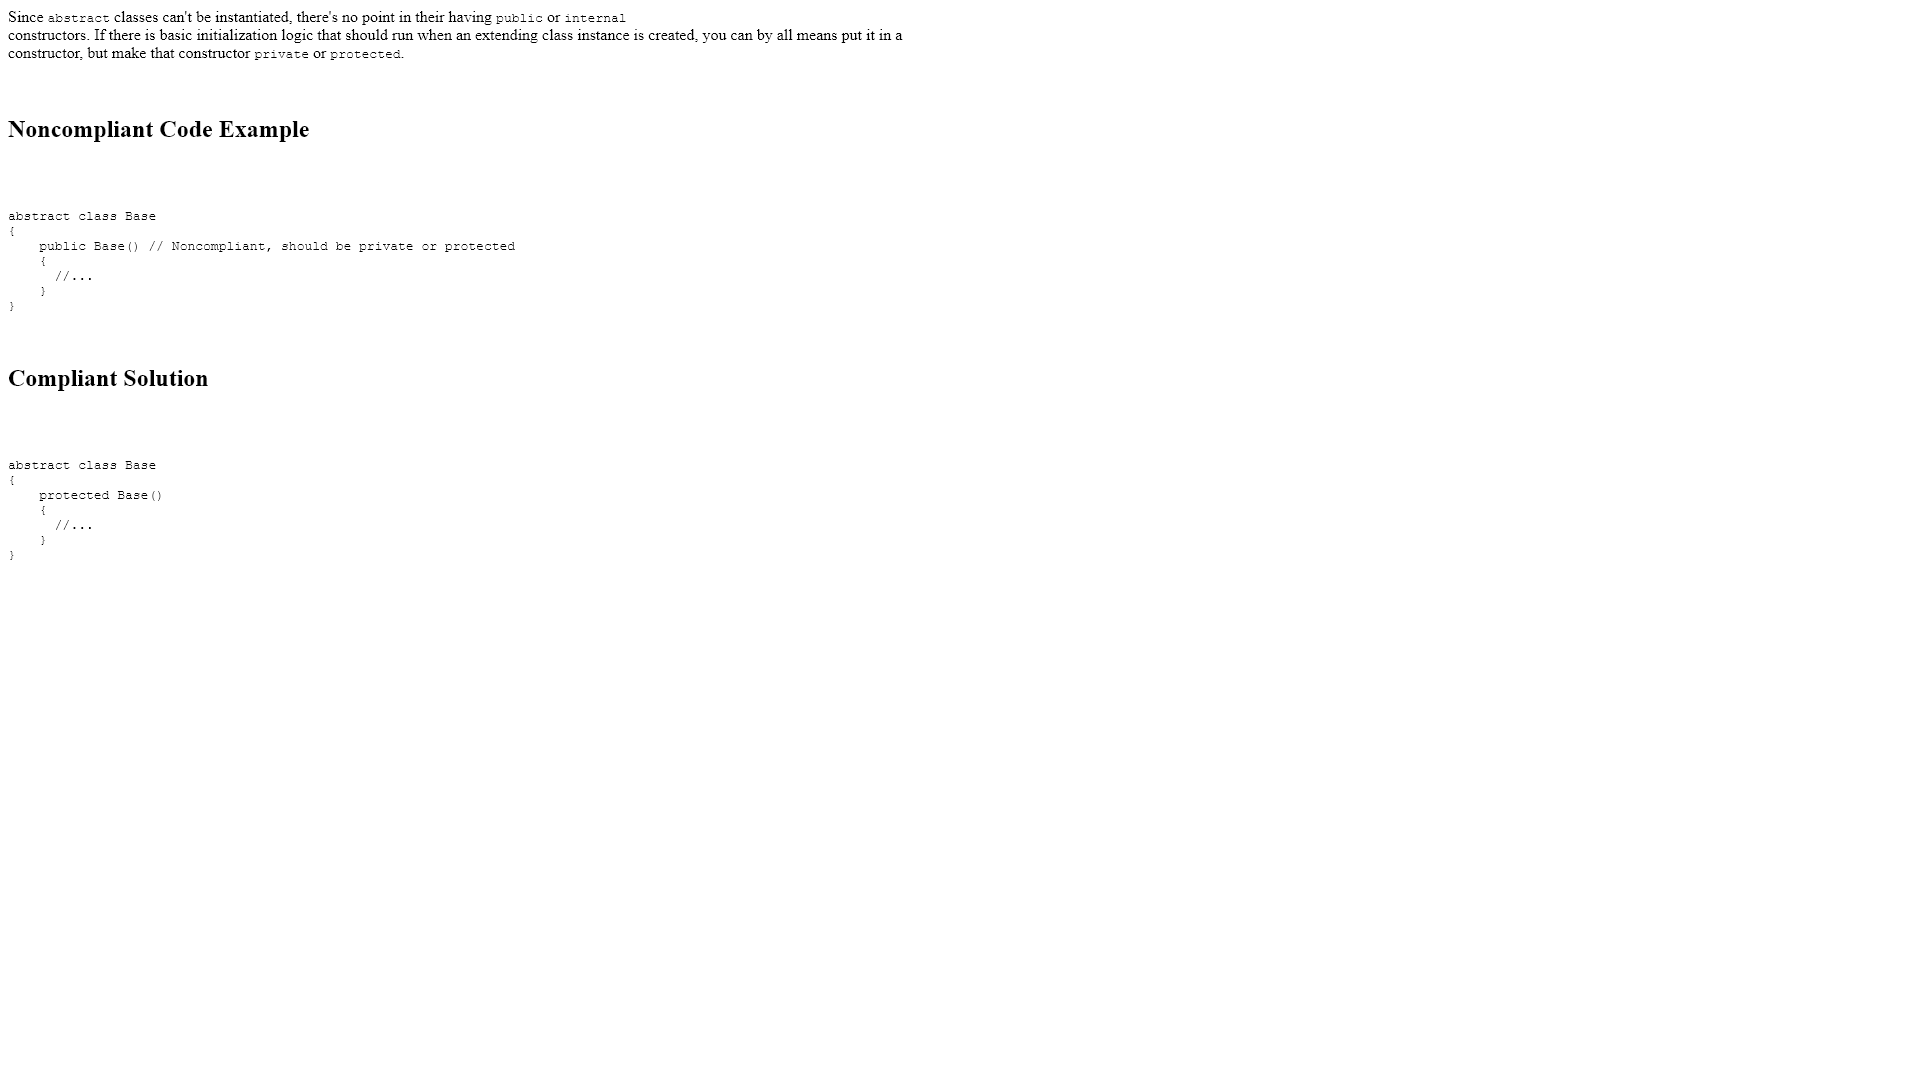 Since abstract classes can't be instantiated, there's no point in their having public or internal
constructors. If there is basic initialization logic that should run when an extending class instance is created, you can by all means put it in a
constructor, but make that constructor private or protected.
Noncompliant Code Example
abstract class Base
{
    public Base() // Noncompliant, should be private or protected
    {
      //...
    }
}
Compliant Solution
abstract class Base
{
    protected Base()
    {
      //...
    }
}